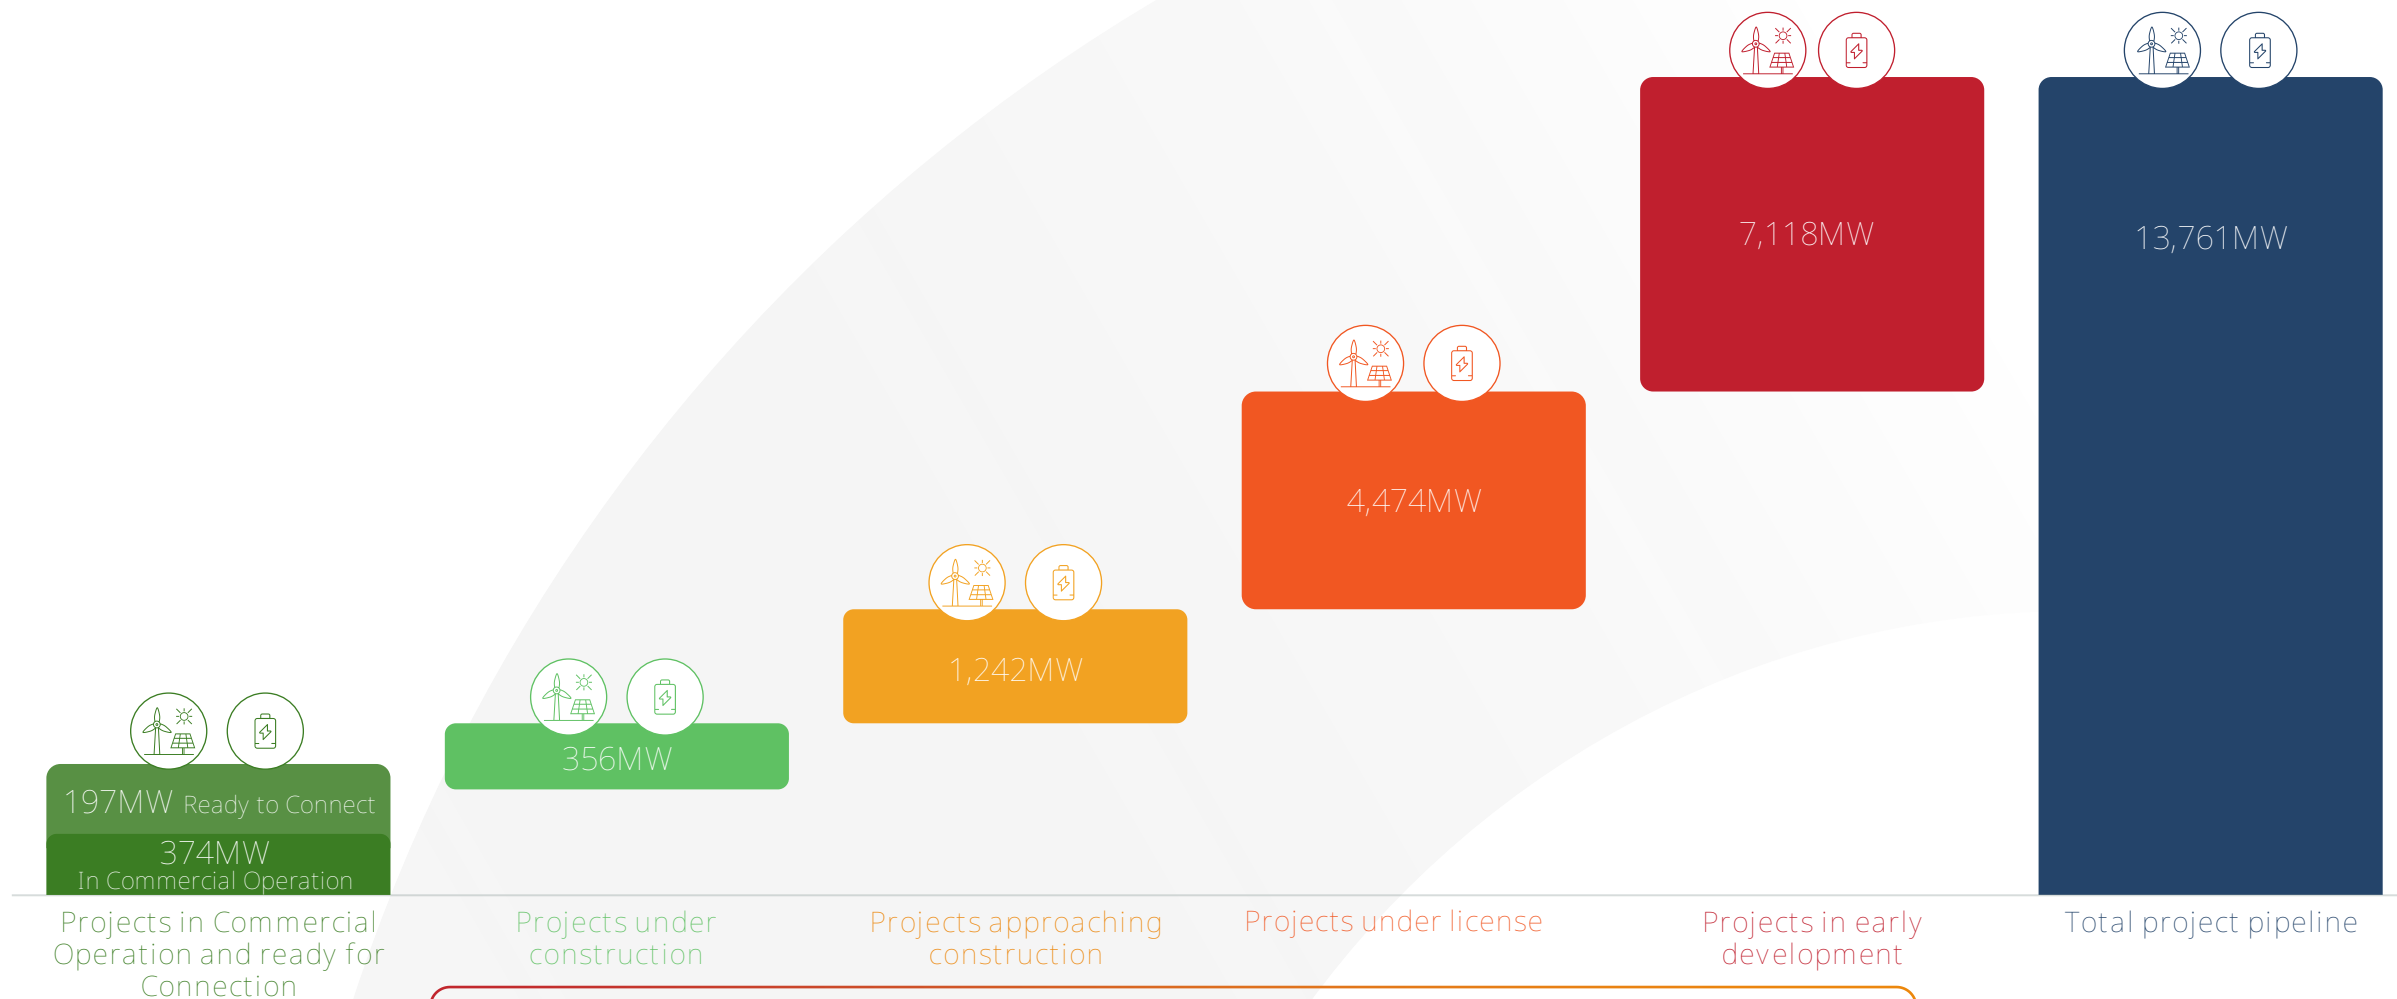 7,118MW
13,761MW
4,474MW
1,242MW
356MW
197MW Ready to Connect
374MW
In Commercial Operation
Projects in Commercial
Operation and ready for
Connection
Projects under
construction
Projects approaching
construction
Projects under license
Projects in early
development
Total project pipeline